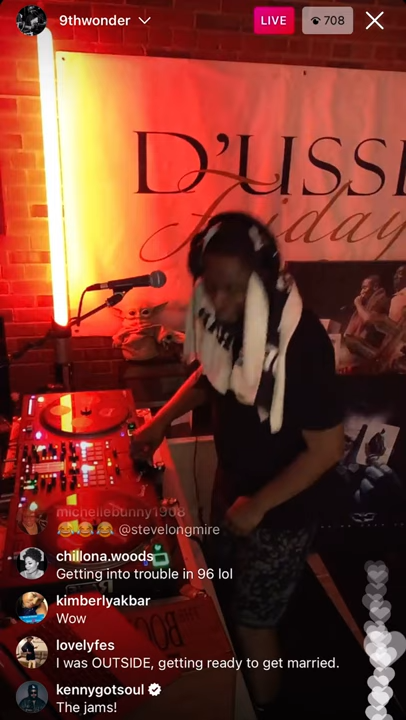 9thwonder
LIVE
708
D'USSÉ
Friday
michellebunny1908
😂😂😂 @stevelongmire
chillona.woods
Getting into trouble in 96 lol
kimberlyakbar
Wow
lovelyfes
I was OUTSIDE, getting ready to get married.
kennygotsoul
The jams!